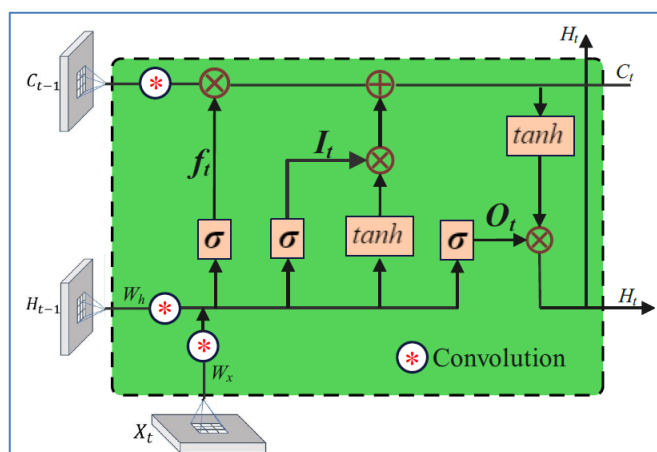 H_t
C_{t-1}
*
C_t
tanh
I_t
f_t
O_t
σ
σ
tanh
σ
H_{t-1}
W_h
*
H_t
*
* Convolution
W_x
X_t